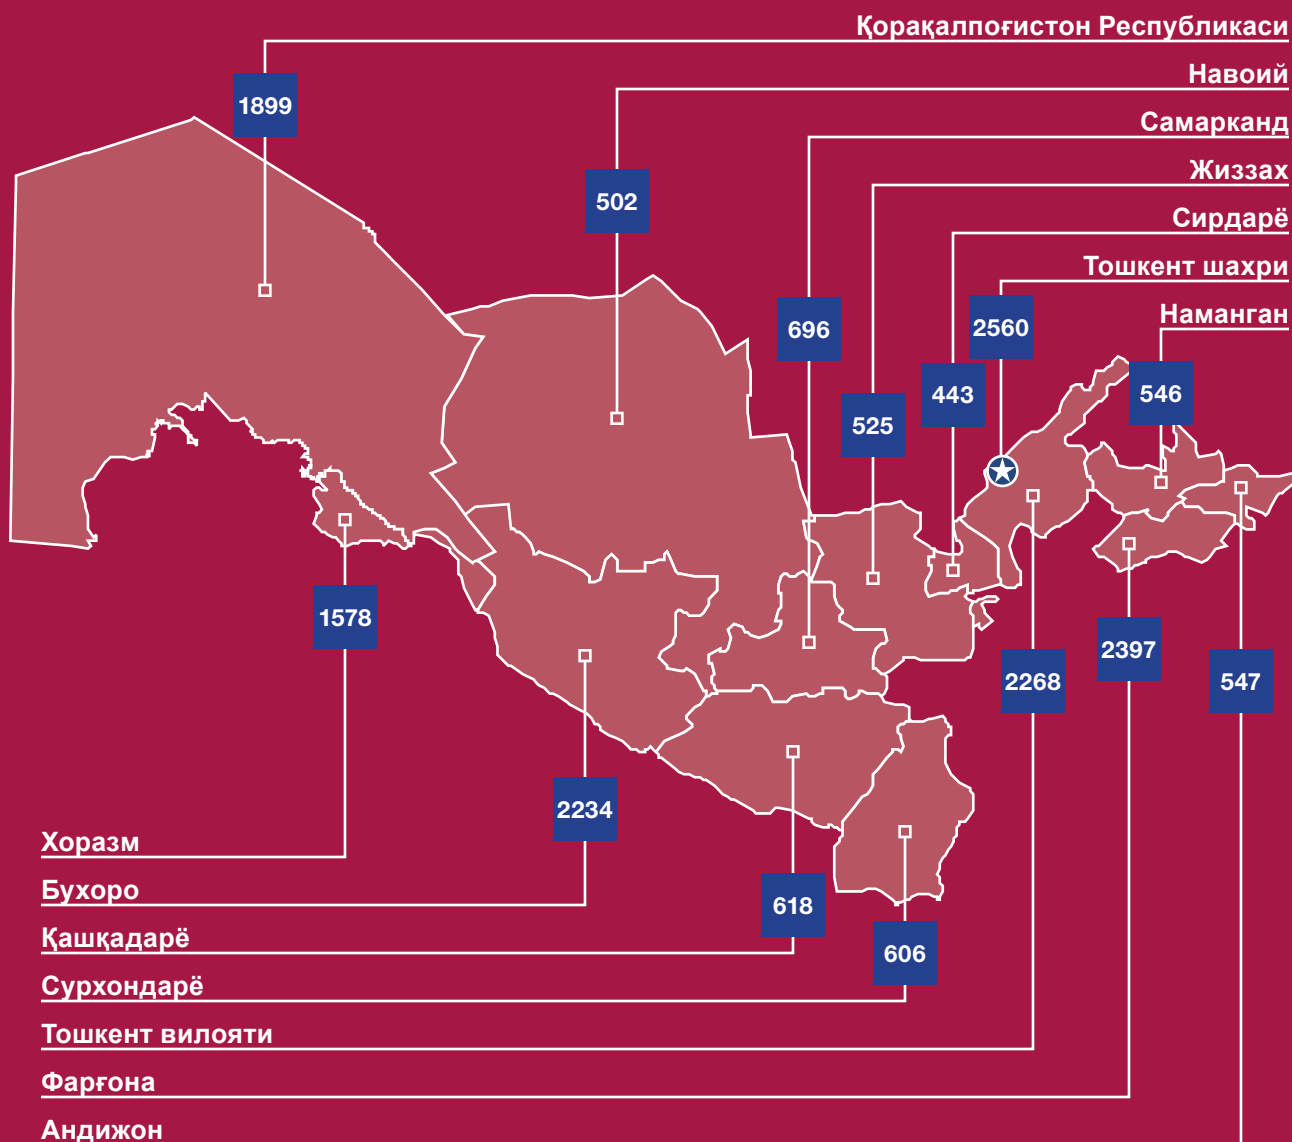 Қорақалпоғистон Республикаси
Навоий
1899
Самарканд
Жиззах
502
Сирдарё
Тошкент шахри
Наманган
696
2560
443
546
525
1578
2397
2268
547
2234
Хоразм
Бухоро
618
Қашқадарё
606
Сурхондарё
Тошкент вилояти
Фарғона
Андижон